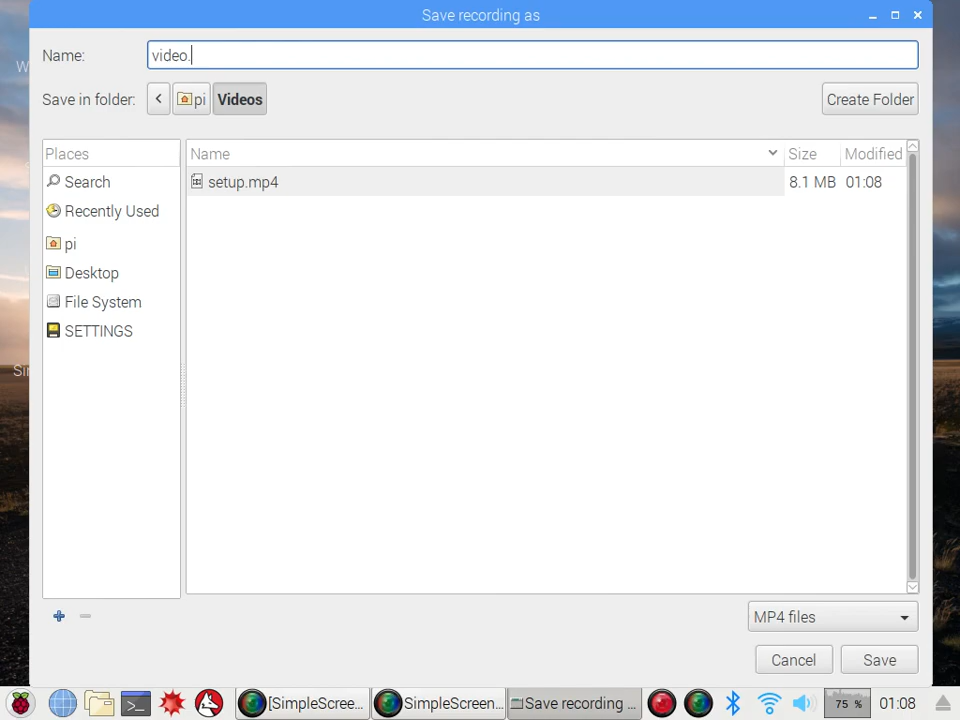 Save recording as
Name: video.
Save in folder: pi Videos Create Folder
Places Name Size Modified
Search setup.mp4 8.1 MB 01:08
Recently Used
pi
Desktop
File System
SETTINGS
MP4 files
Cancel Save
[SimpleScree... SimpleScreen... Save recording ... 75 % 01:08